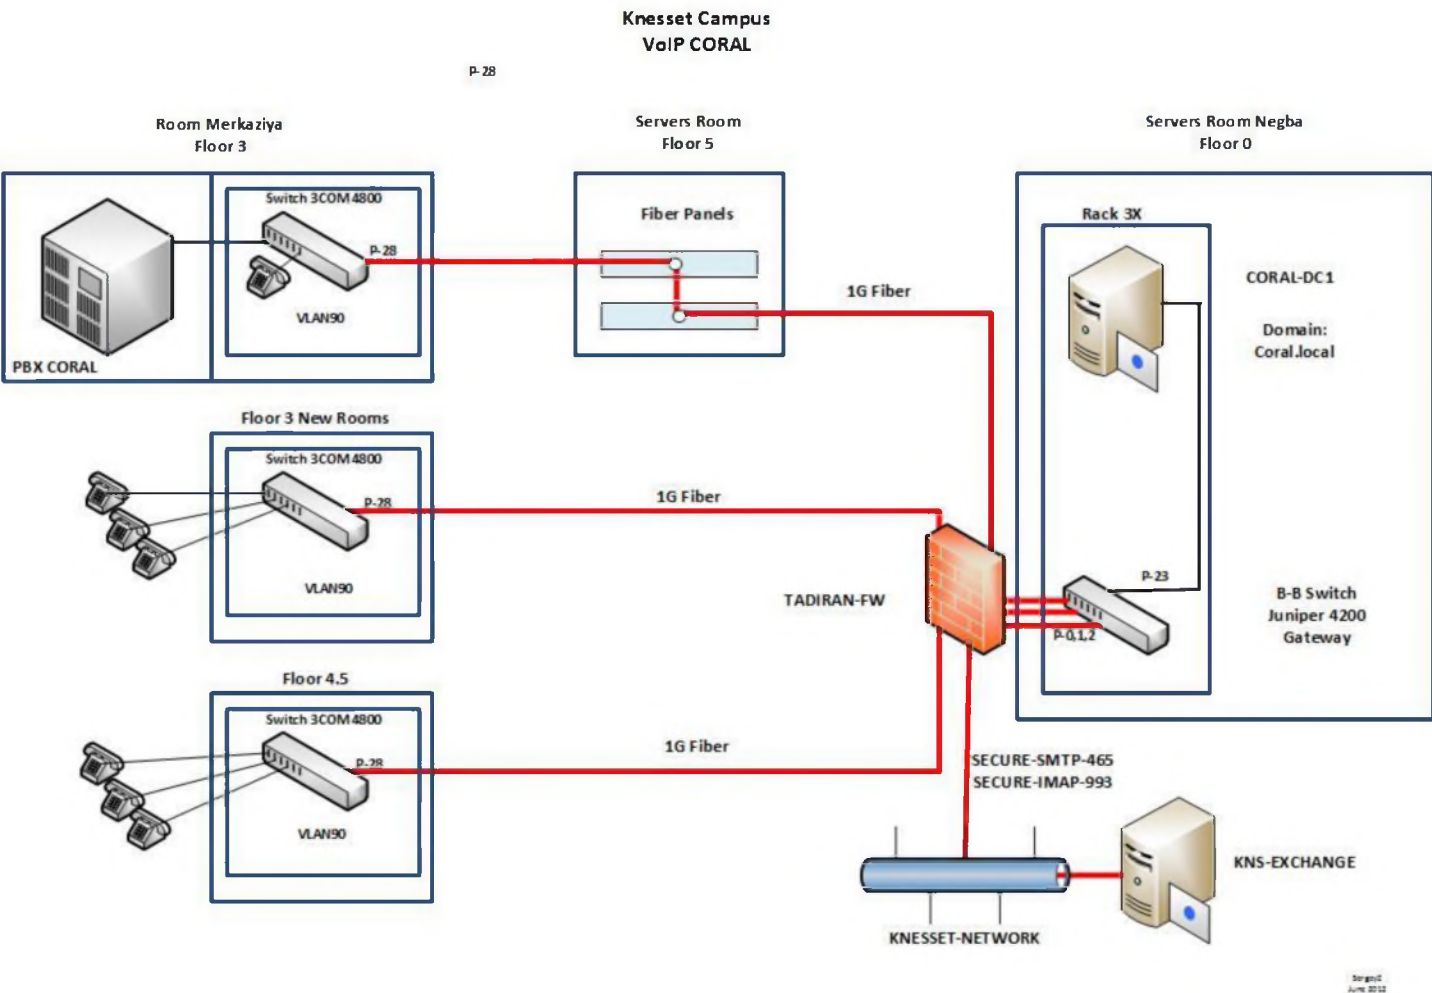 Knesset Campus
VoIP CORAL
P-28
Room Merkaziya
Floor 3
Servers Room
Floor 5
Servers Room Negba
Floor 0
Switch 3COM 4800
P-28
VLAN90
PBX CORAL
Fiber Panels
1G Fiber
Rack 3X
CORAL-DC1
Domain:
Coral.local
Floor 3 New Rooms
Switch 3COM 4800
P-28
VLAN90
1G Fiber
TADIRAN-FW
P-23
P-0,1,2
B-B Switch
Juniper 4200
Gateway
Floor 4.5
Switch 3COM 4800
P-28
VLAN90
1G Fiber
SECURE-SMTP-465
SECURE-IMAP-993
KNS-EXCHANGE
KNESSET-NETWORK
June 2012